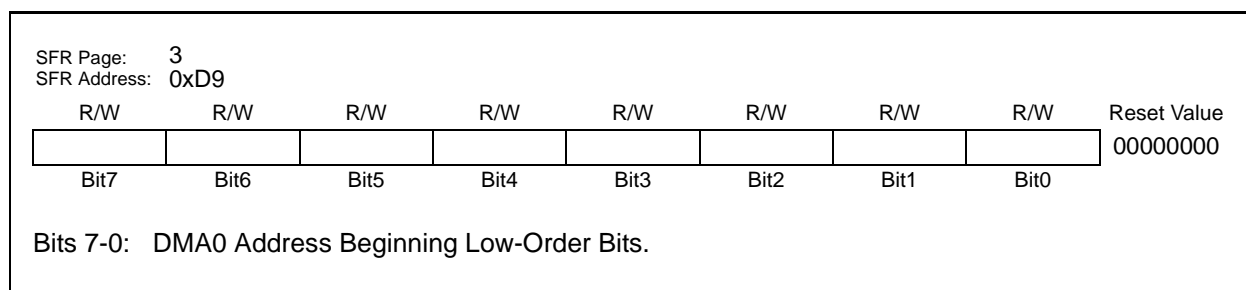 SFR Page: 3
SFR Address: 0xD9
R/W R/W R/W R/W R/W R/W R/W R/W Reset Value
00000000
Bit7 Bit6 Bit5 Bit4 Bit3 Bit2 Bit1 Bit0
Bits 7-0: DMA0 Address Beginning Low-Order Bits.